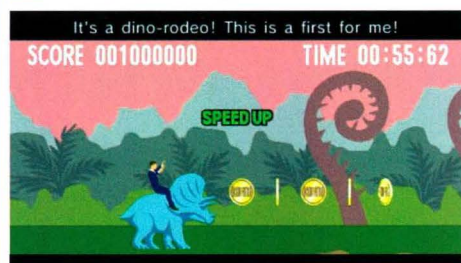 It's a dino-rodeo! This is a first for me!
SCORE 001000000
TIME 00:55:62
SPEED UP